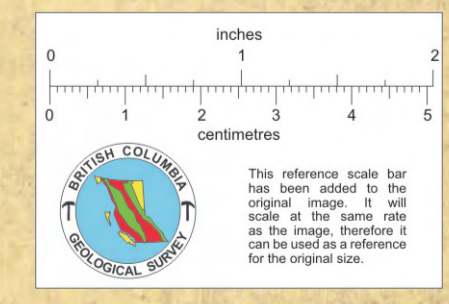 inches
0 1 2
0 1 2 3 4 5
centimetres
BRITISH COLUMBIA
GEOLOGICAL SURVEY
This reference scale bar
has been added to the
original image. It will
scale at the same rate
as the image, therefore it
can be used as a reference
for the original size.